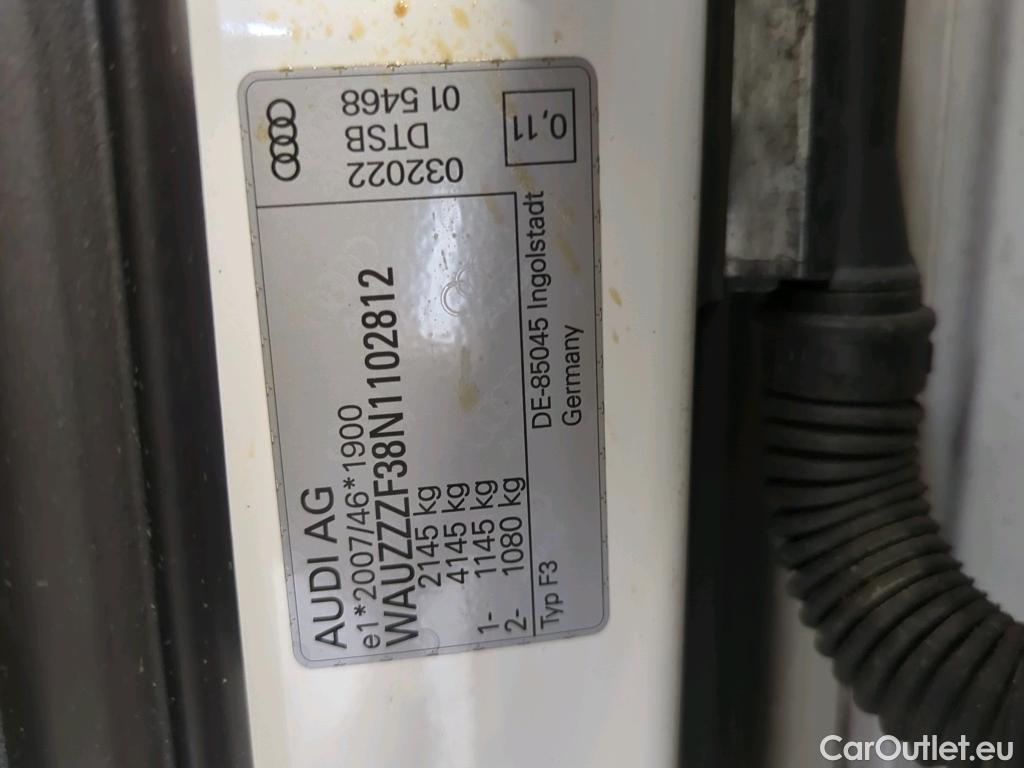 AUDI AG
e1*2007/46*1900
WAUZZZF38N1102812
2145 kg
4145 kg
1- 1145 kg
2- 1080 kg
Typ F3
DE-85045 Ingolstadt
Germany
032022
DTSB
01 5468
0,11
CarOutlet.eu